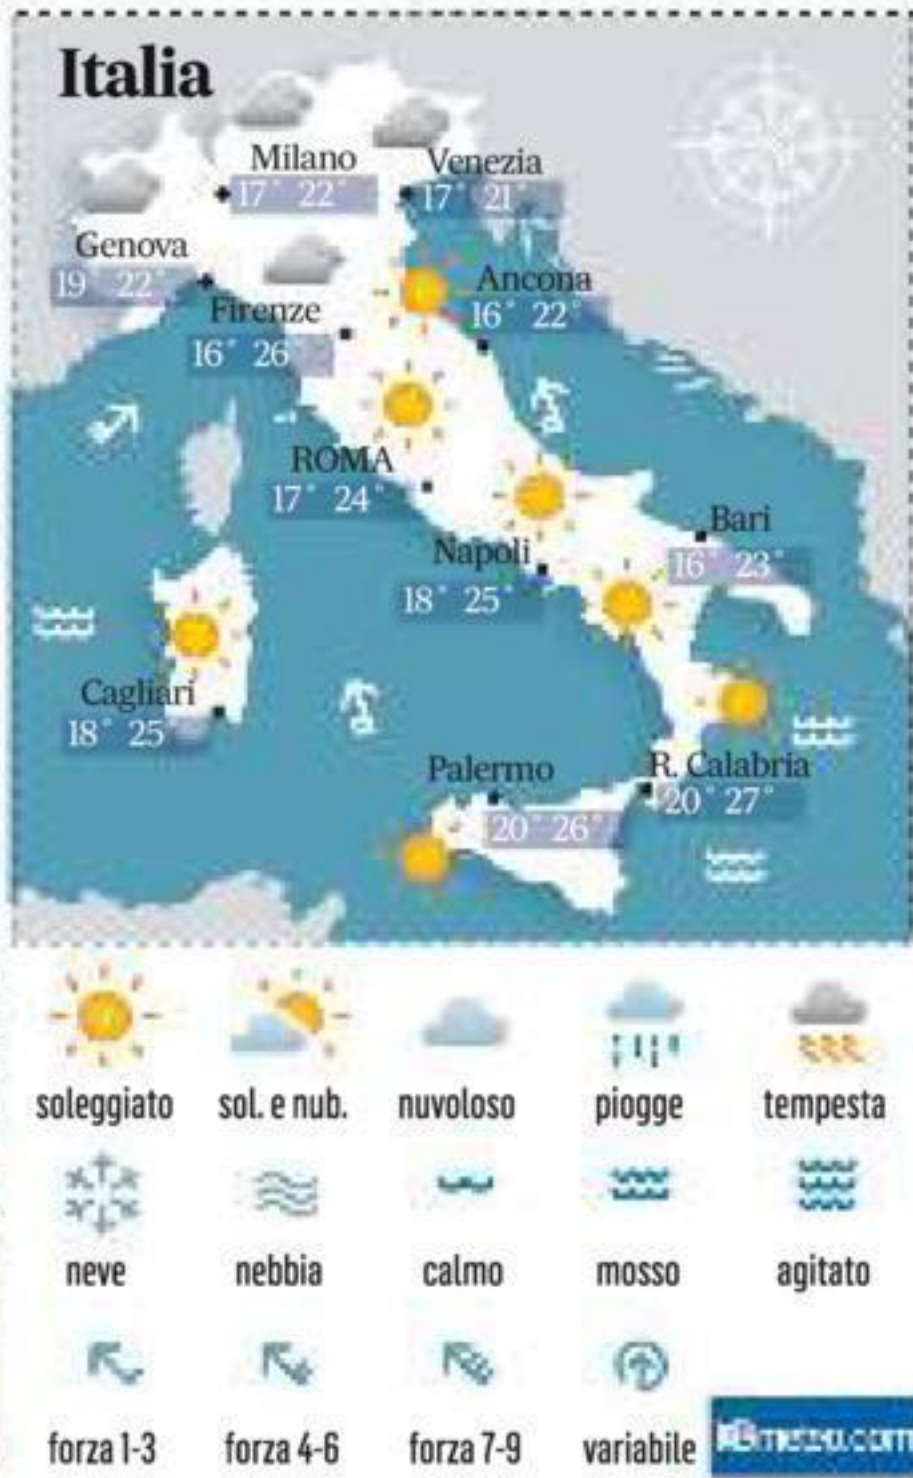 Italia
Milano
17° 22°
Venezia
17° 21°
Genova
19° 22°
Ancona
16° 22°
Firenze
16° 26°
ROMA
17° 24°
Bari
16° 23°
Napoli
18° 25°
Cagliari
18° 25°
Palermo
20° 26°
R. Calabria
20° 27°
soleggiato sol. e nub. nuvoloso piogge tempesta
neve nebbia calmo mosso agitato
forza 1-3 forza 4-6 forza 7-9 variabile